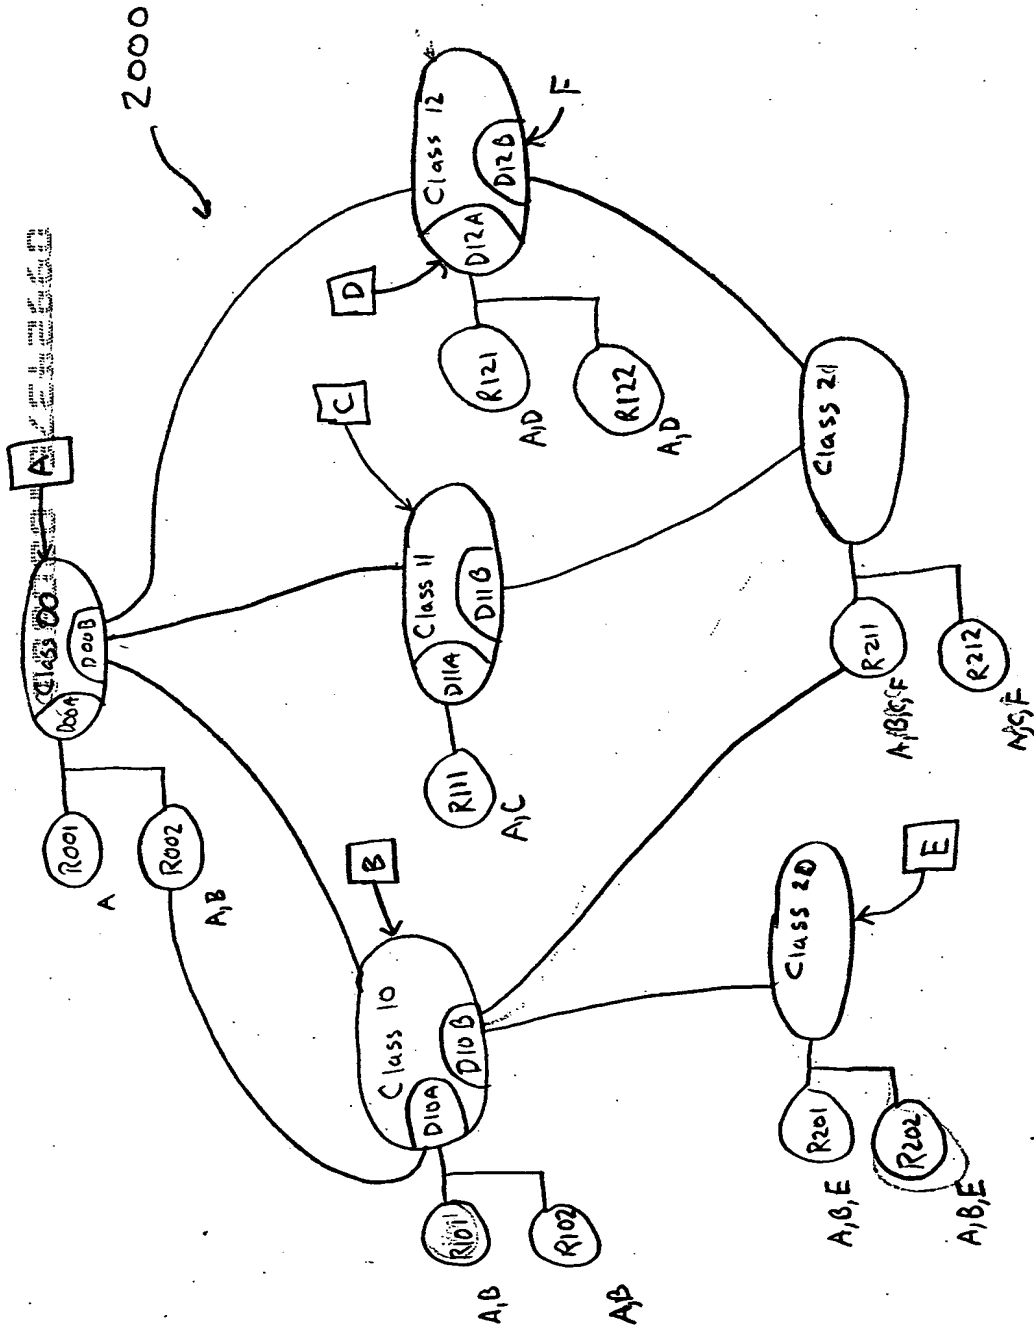 2000
A
Class 00
D00A
D00B
R001
A
R002
A,B
B
Class 10
D10A
D10B
R101
A,B
R102
A,B
C
Class 11
D11A
D11B
R111
A,C
D
Class 12
D12A
D12B
F
R121
A,D
R122
A,D
Class 20
E
R201
A,B,E
R202
A,B,E
Class 21
R211
A,B,C,F
R212
A,C,F